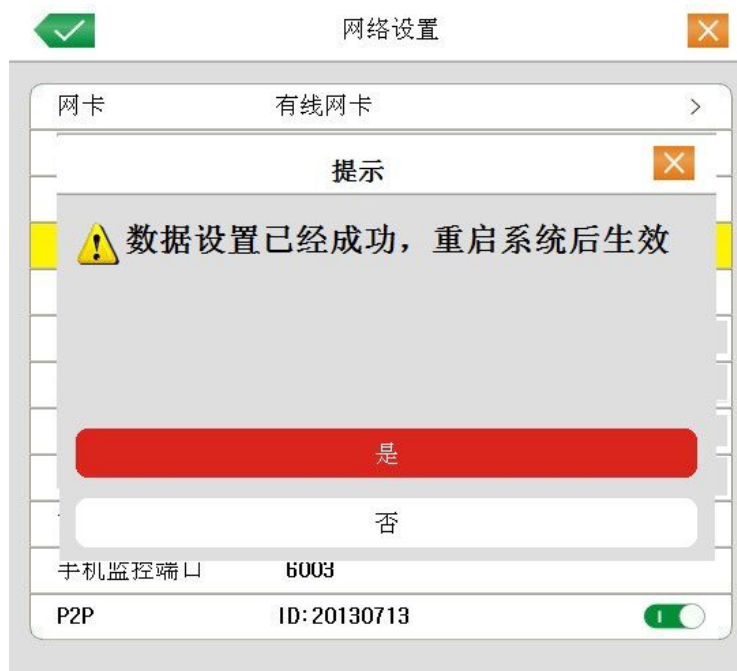 网络设置
网卡 有线网卡
提示
数据设置已经成功，重启系统后生效
是
否
手机监控端口 6003
P2P ID:20130713